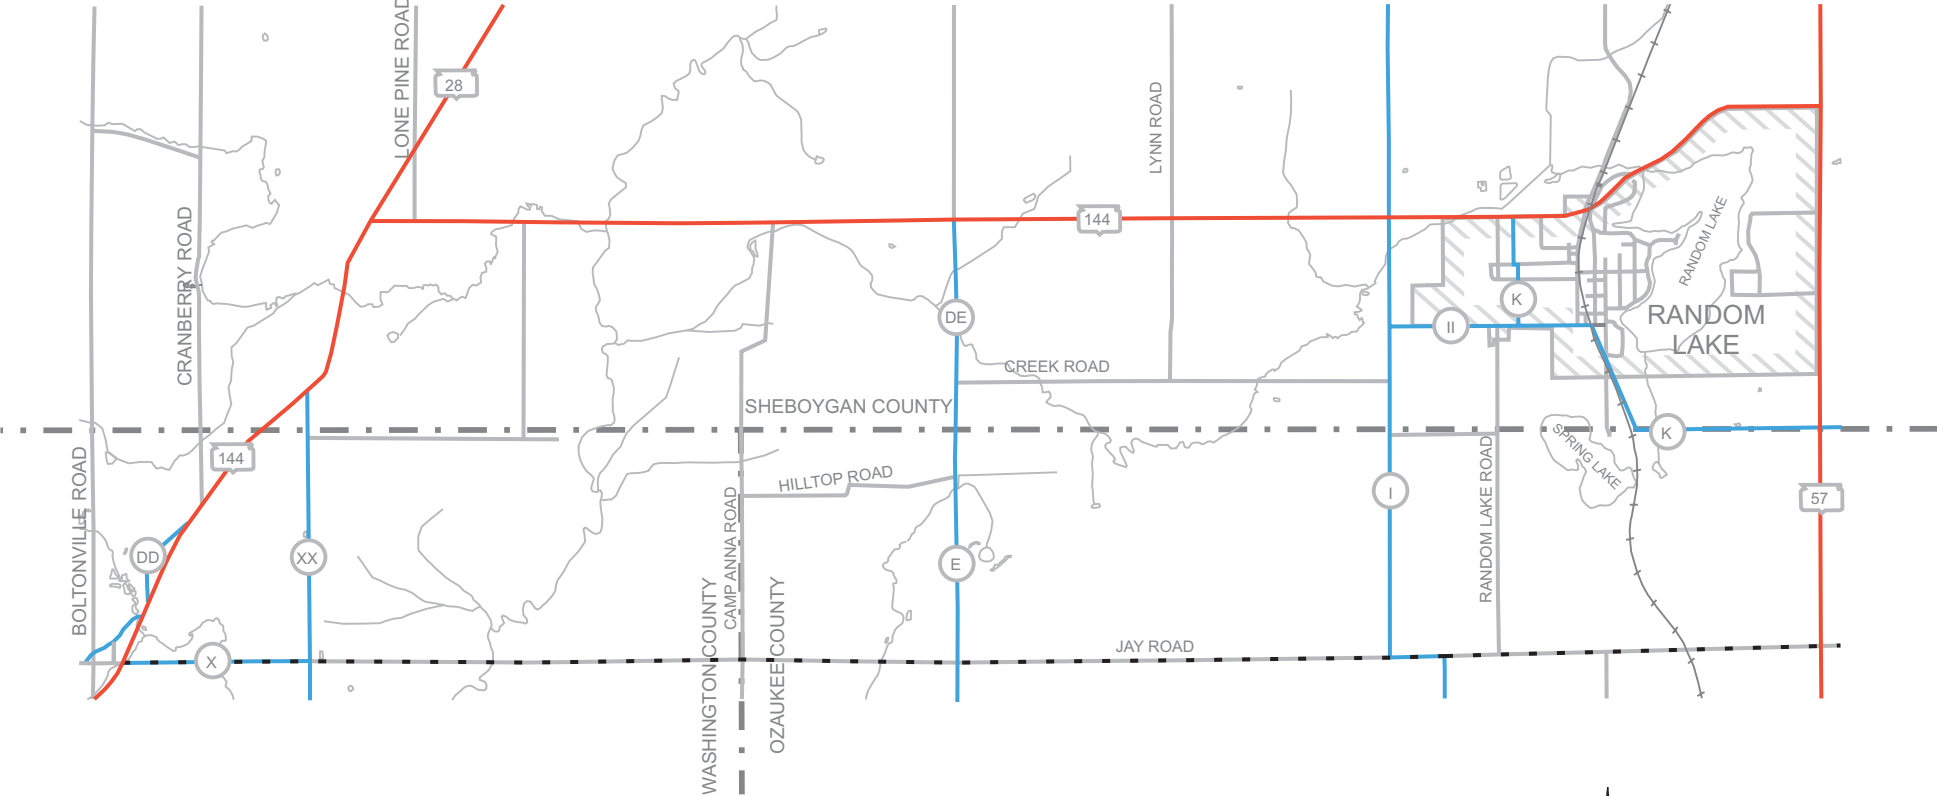 LONE PINE ROAD
28
LYNN ROAD
CRANBERRY ROAD
144
RANDOM LAKE
K
DE
II
RANDOM
LAKE
CREEK ROAD
SHEBOYGAN COUNTY
144
K
BOLTONVILLE ROAD
HILLTOP ROAD
SPRING LAKE
I
57
CAMP ANNA ROAD
RANDOM LAKE ROAD
DD
XX
E
WASHINGTON COUNTY
OZAUKEE COUNTY
X
JAY ROAD